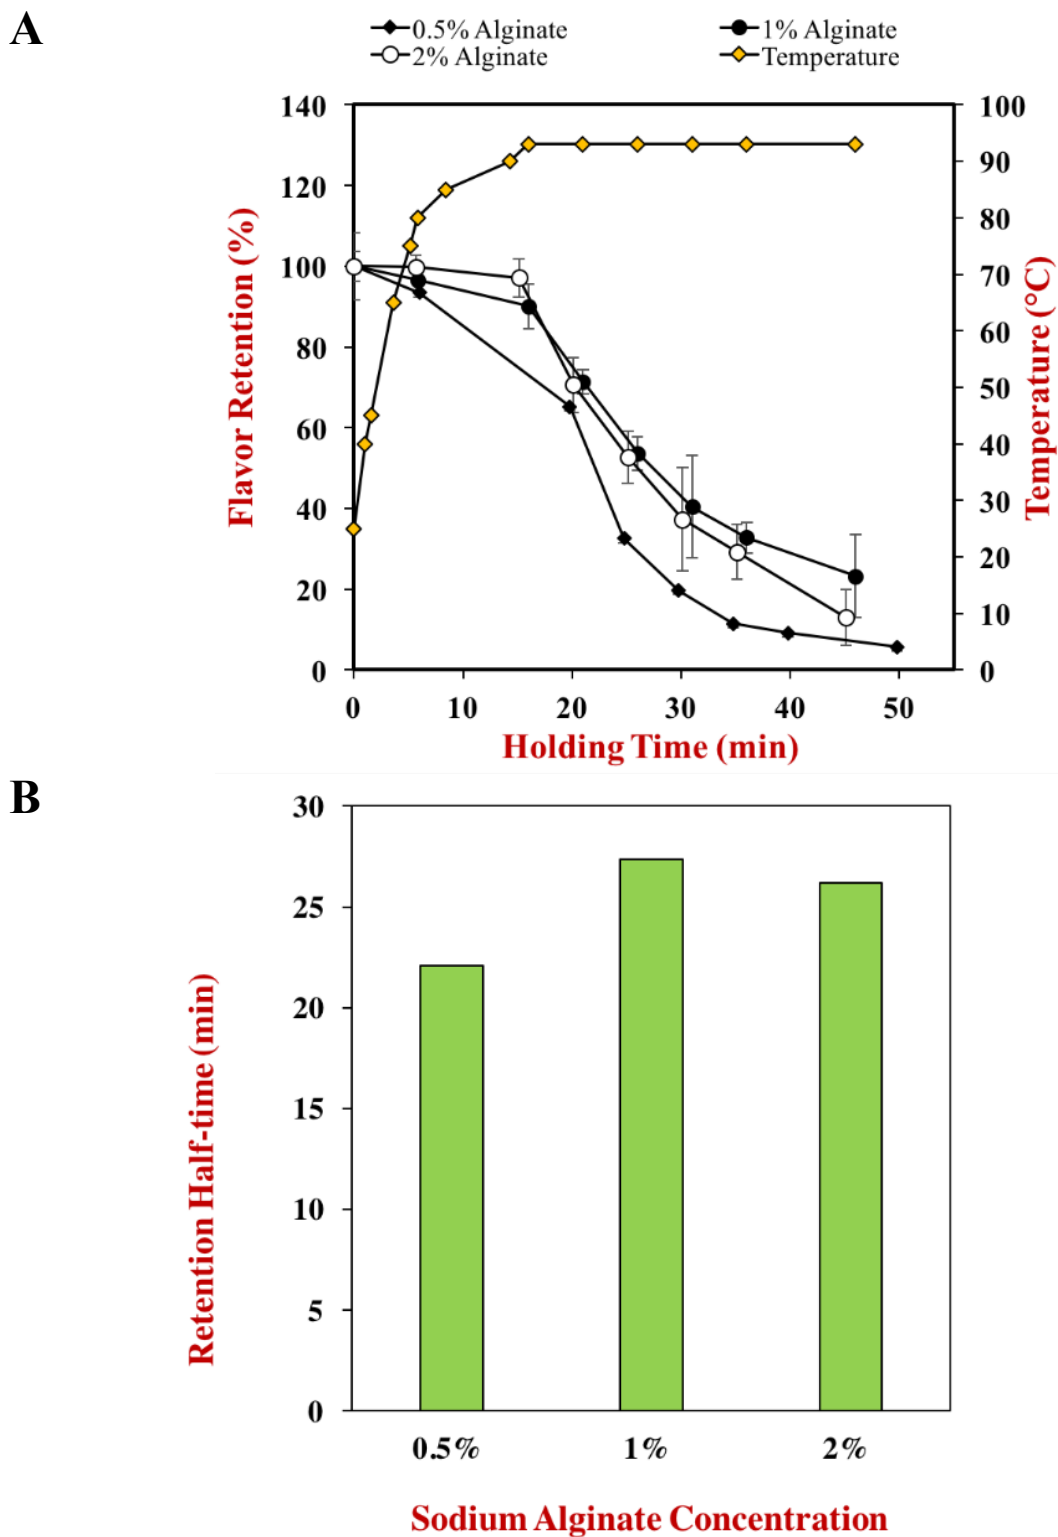 A
0.5% Alginate
1% Alginate
2% Alginate
Temperature
140
120
100
80
60
40
20
0
Flavor Retention (%)
100
90
80
70
60
50
40
30
20
10
0
Temperature (°C)
0 10 20 30 40 50
Holding Time (min)
B
30
25
20
15
10
5
0
Retention Half-time (min)
0.5% 1% 2%
Sodium Alginate Concentration